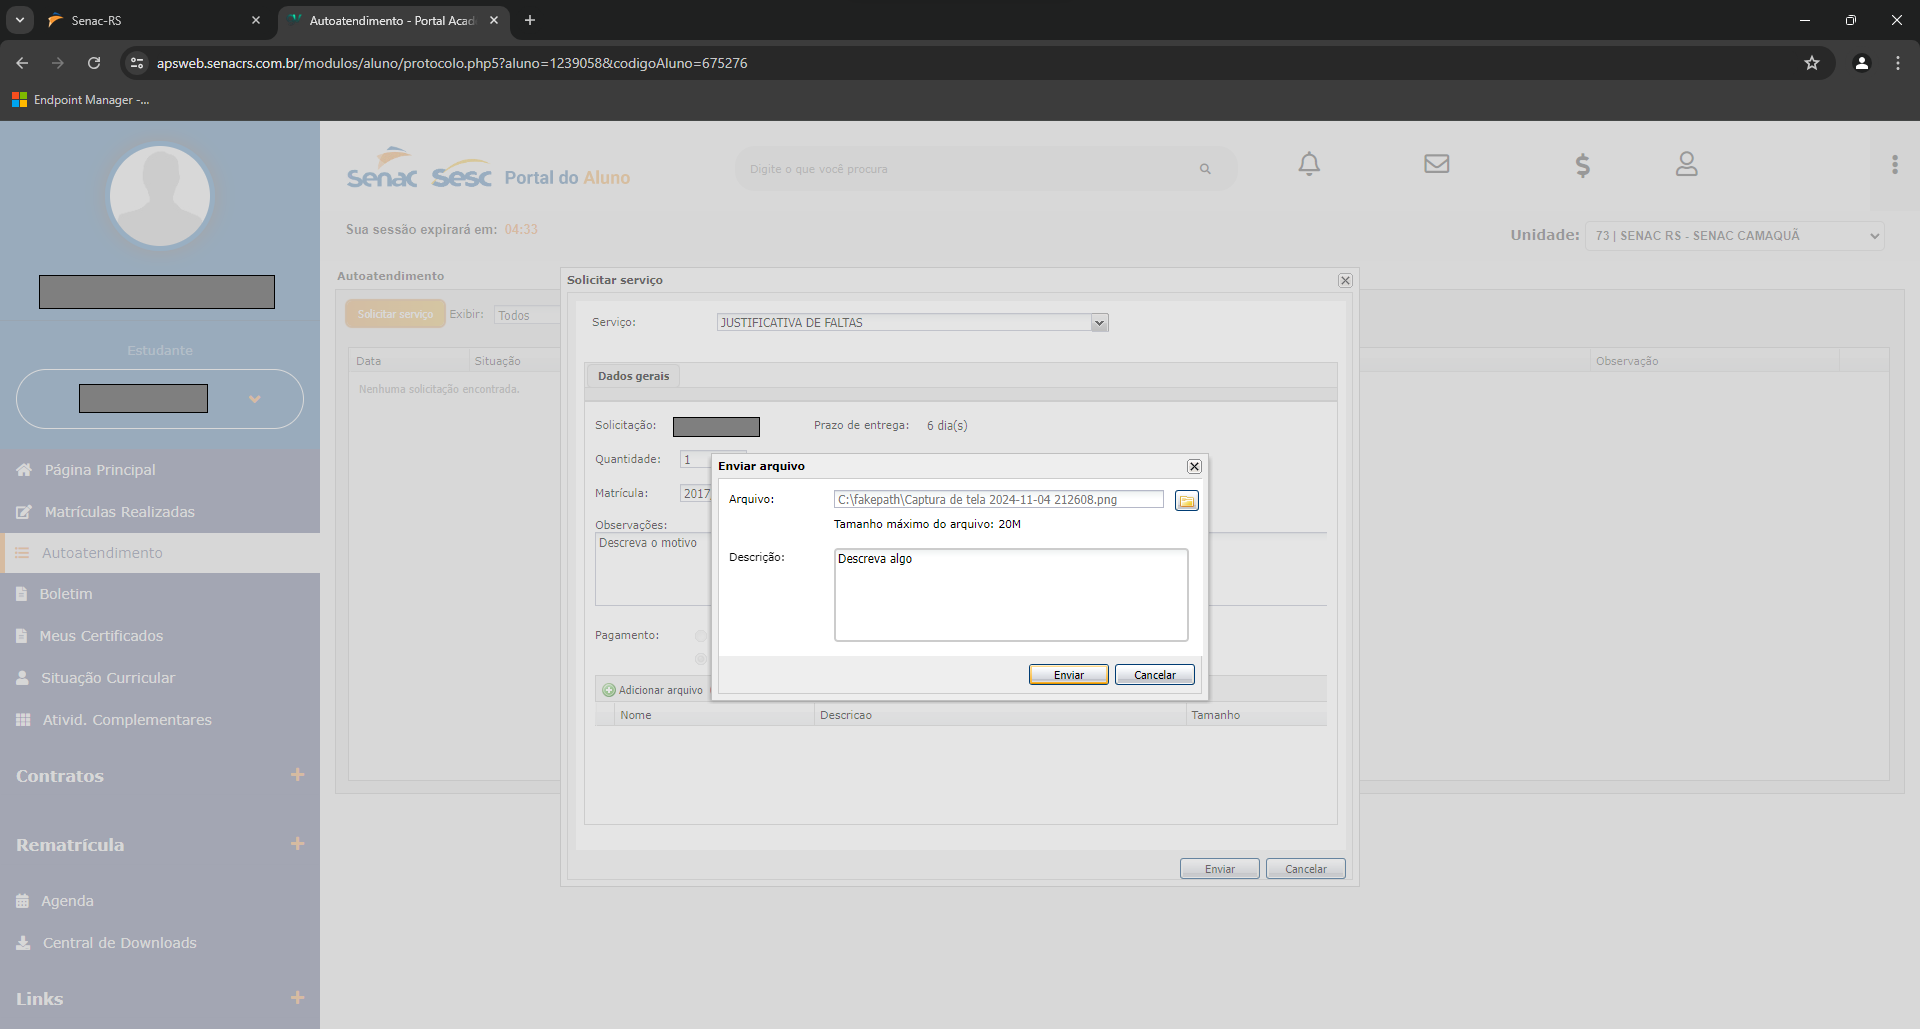 Senac-RS
Autoatendimento - Portal Acad
apsweb.senacrs.com.br/modulos/aluno/protocolo.php5?aluno=1239058&codigoAluno=675276
Endpoint Manager -...
Senac Sesc Portal do Aluno
Digite o que você procura
$
Sua sessão expirará em: 04:33
Unidade: 73 | SENAC RS - SENAC CAMAQUÃ
Estudante
Página Principal
Matrículas Realizadas
Autoatendimento
Boletim
Meus Certificados
Situação Curricular
Ativid. Complementares
Contratos +
Rematrícula +
Agenda
Central de Downloads
Links +
Autoatendimento
Solicitar serviço Exibir: Todos
Data Situação Observação
Nenhuma solicitação encontrada.
Solicitar serviço
Serviço: JUSTIFICATIVA DE FALTAS
Dados gerais
Solicitação: Prazo de entrega: 6 dia(s)
Quantidade: 1
Matrícula: 2017
Observações:
Descreva o motivo
Pagamento:
Adicionar arquivo
Nome Descricao Tamanho
Enviar Cancelar
Enviar arquivo
Arquivo: C:\fakepath\Captura de tela 2024-11-04 212608.png
Tamanho máximo do arquivo: 20M
Descrição: Descreva algo
Enviar Cancelar